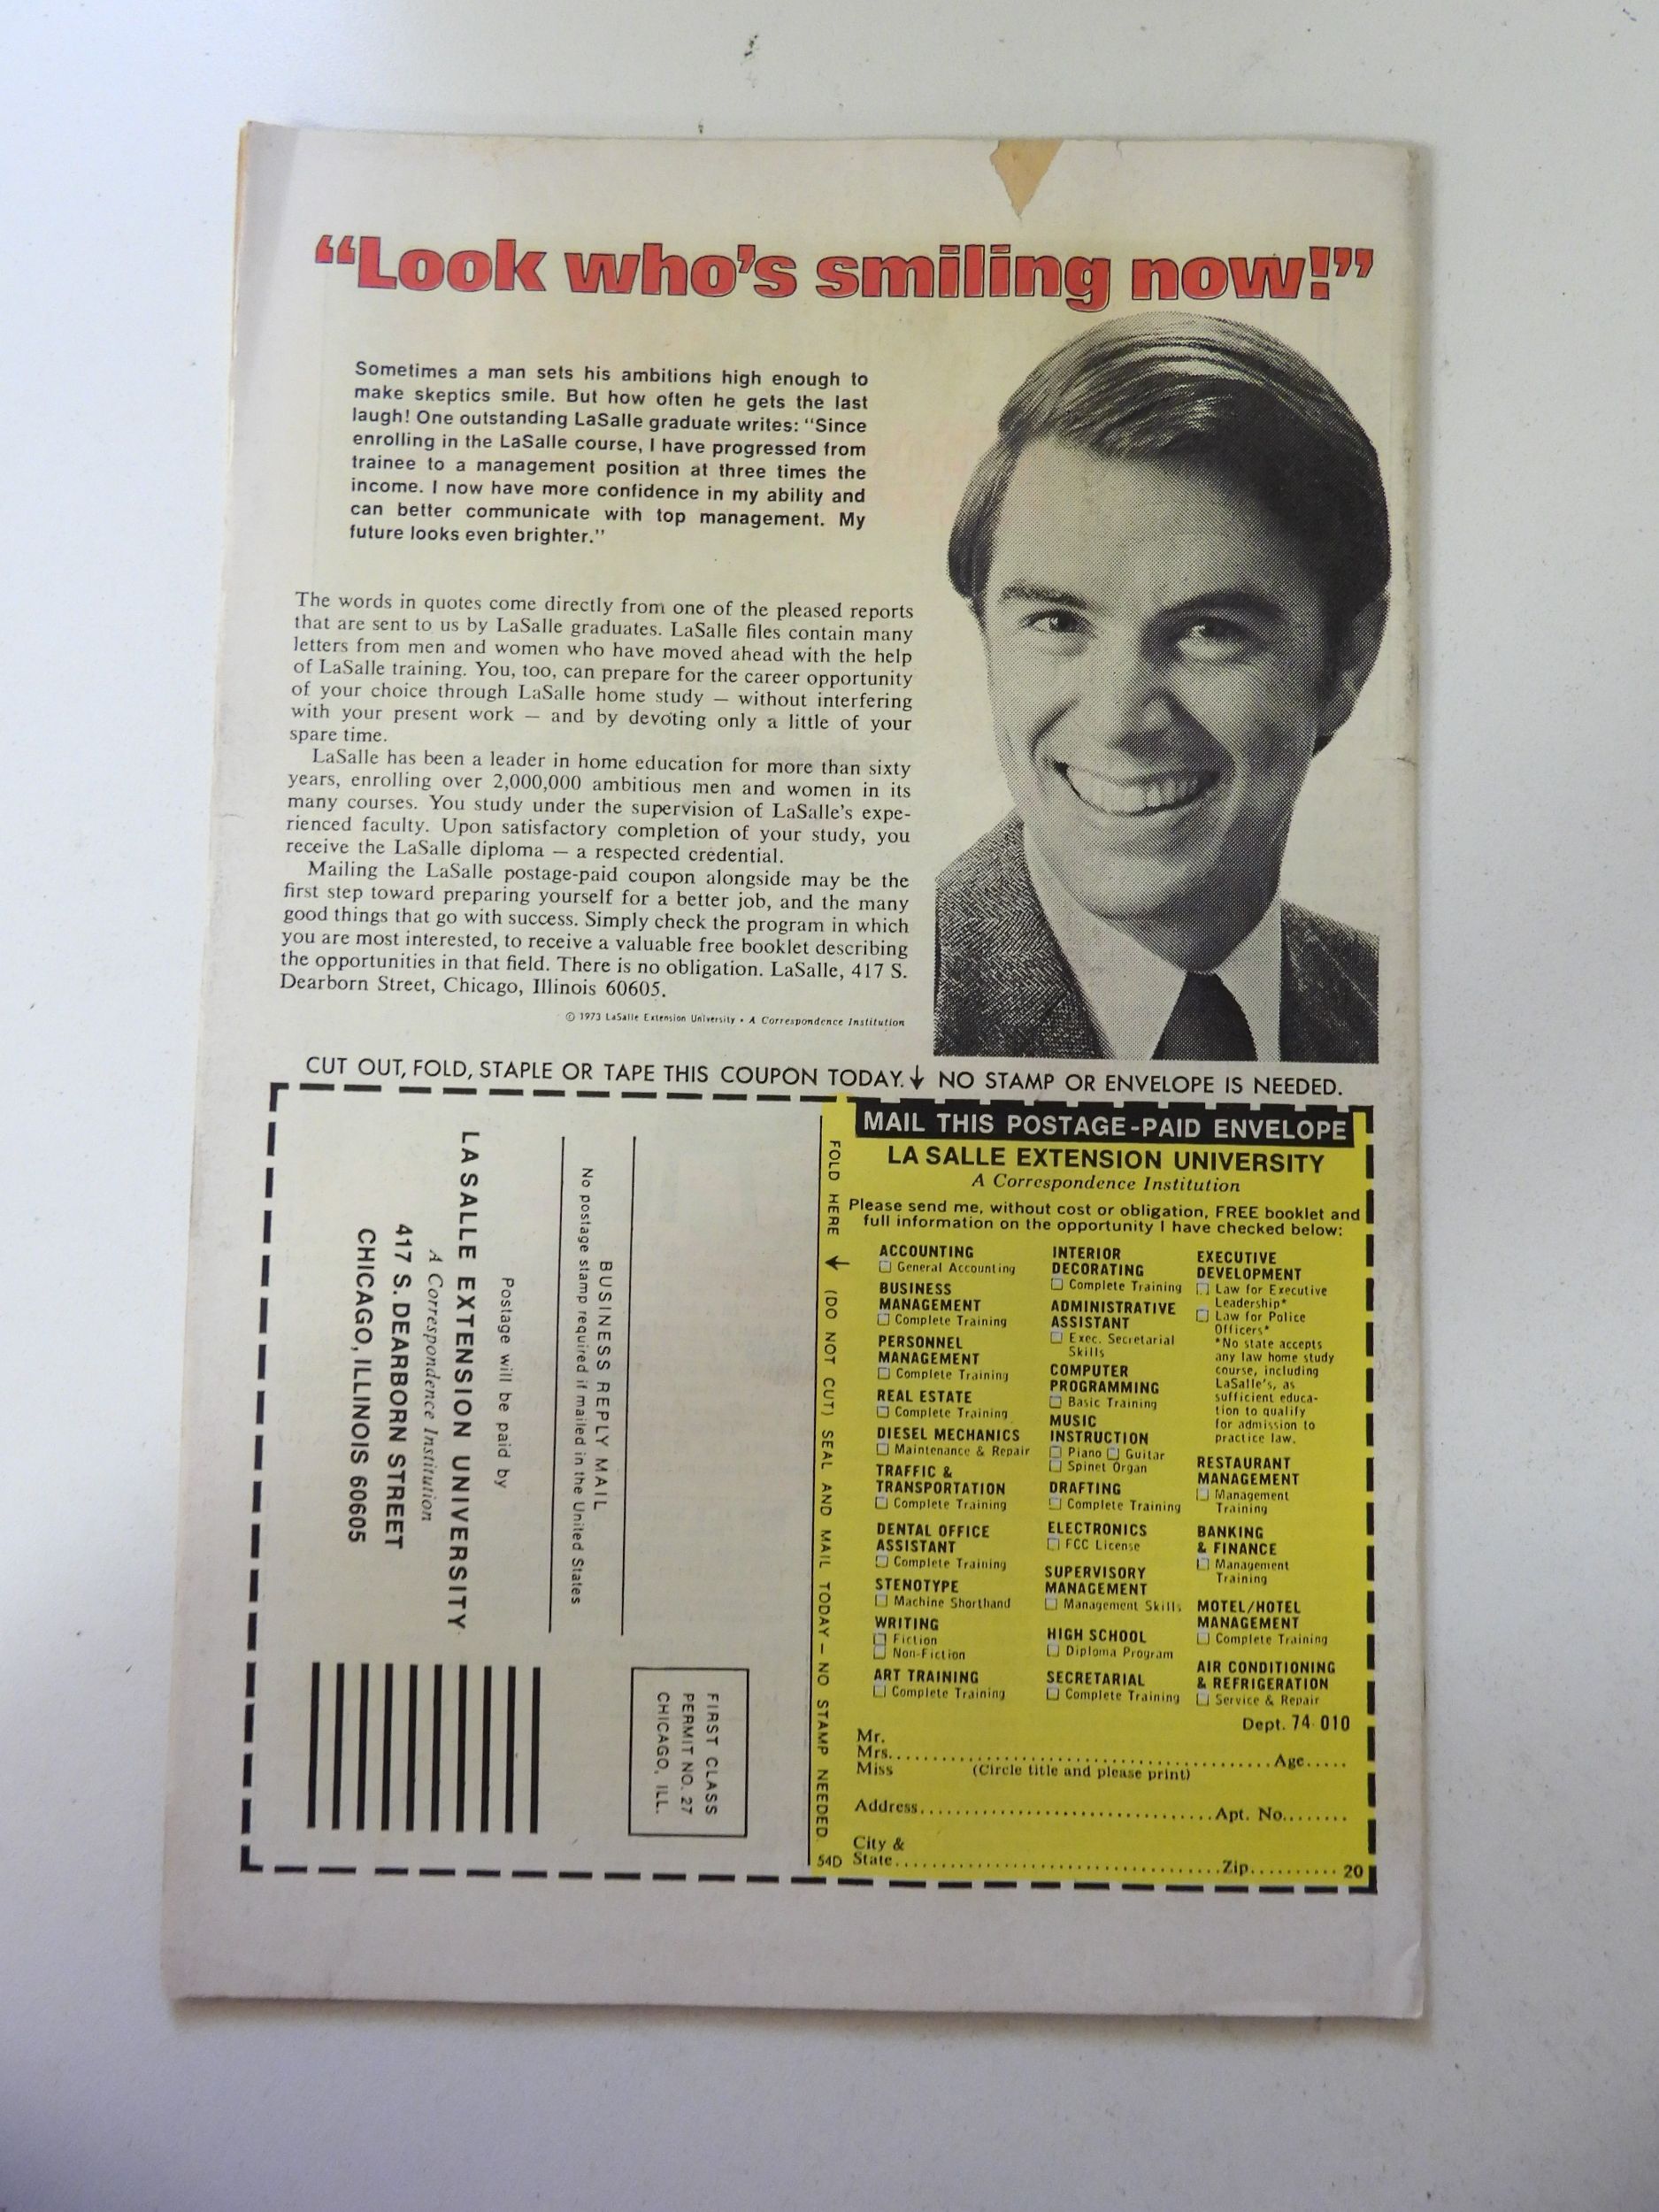 “Look who’s smiling now!”
Sometimes a man sets his ambitions high enough to
make skeptics smile. But how often he gets the last
laugh! One outstanding LaSalle graduate writes: “Since
enrolling in the LaSalle course, I have progressed from
trainee to a management position at three times the
income. I now have more confidence in my ability and
can better communicate with top management. My
future looks even brighter.”
The words in quotes come directly from one of the pleased reports
that are sent to us by LaSalle graduates. LaSalle files contain many
letters from men and women who have moved ahead with the help
of LaSalle training. You, too, can prepare for the career opportunity
of your choice through LaSalle home study — without interfering
with your present work — and by devoting only a little of your
spare time.
LaSalle has been a leader in home education for more than sixty
years, enrolling over 2,000,000 ambitious men and women in its
many courses. You study under the supervision of LaSalle’s expe-
rienced faculty. Upon satisfactory completion of your study, you
receive the LaSalle diploma — a respected credential.
Mailing the LaSalle postage-paid coupon alongside may be the
first step toward preparing yourself for a better job, and the many
good things that go with success. Simply check the program in which
you are most interested, to receive a valuable free booklet describing
the opportunities in that field. There is no obligation. LaSalle, 417 S.
Dearborn Street, Chicago, Illinois 60605.
© 1973 LaSalle Extension University • A Correspondence Institution
CUT OUT, FOLD, STAPLE OR TAPE THIS COUPON TODAY.↓ NO STAMP OR ENVELOPE IS NEEDED.
FIRST CLASS
PERMIT NO. 27
CHICAGO, ILL.
BUSINESS REPLY MAIL
No postage stamp required if mailed in the United States
Postage will be paid by
LA SALLE EXTENSION UNIVERSITY
A Correspondence Institution
417 S. DEARBORN STREET
CHICAGO, ILLINOIS 60605
FOLD HERE ↓ (DO NOT CUT) SEAL AND MAIL TODAY — NO STAMP NEEDED
54D
MAIL THIS POSTAGE-PAID ENVELOPE
LA SALLE EXTENSION UNIVERSITY
A Correspondence Institution
Please send me, without cost or obligation, FREE booklet and
full information on the opportunity I have checked below:
ACCOUNTING
☐ General Accounting
BUSINESS
MANAGEMENT
☐ Complete Training
PERSONNEL
MANAGEMENT
☐ Complete Training
REAL ESTATE
☐ Complete Training
DIESEL MECHANICS
☐ Maintenance & Repair
TRAFFIC &
TRANSPORTATION
☐ Complete Training
DENTAL OFFICE
ASSISTANT
☐ Complete Training
STENOTYPE
☐ Machine Shorthand
WRITING
☐ Fiction
☐ Non-Fiction
ART TRAINING
☐ Complete Training
INTERIOR
DECORATING
☐ Complete Training
ADMINISTRATIVE
ASSISTANT
☐ Exec. Secretarial
Skills
COMPUTER
PROGRAMMING
☐ Basic Training
MUSIC
INSTRUCTION
☐ Piano ☐ Guitar
☐ Spinet Organ
DRAFTING
☐ Complete Training
ELECTRONICS
☐ FCC License
SUPERVISORY
MANAGEMENT
☐ Management Skills
HIGH SCHOOL
☐ Diploma Program
SECRETARIAL
☐ Complete Training
EXECUTIVE
DEVELOPMENT
☐ Law for Executive
Leadership*
☐ Law for Police
Officers*
*No state accepts
any law home study
course, including
LaSalle’s, as
sufficient educa-
tion to qualify
for admission to
practice law.
RESTAURANT
MANAGEMENT
☐ Management
Training
BANKING
& FINANCE
☐ Management
Training
MOTEL/HOTEL
MANAGEMENT
☐ Complete Training
AIR CONDITIONING
& REFRIGERATION
☐ Service & Repair
Dept. 74-010
Mr.
Mrs. Age
Miss (Circle title and please print)
Address Apt. No.
City &
State Zip 20